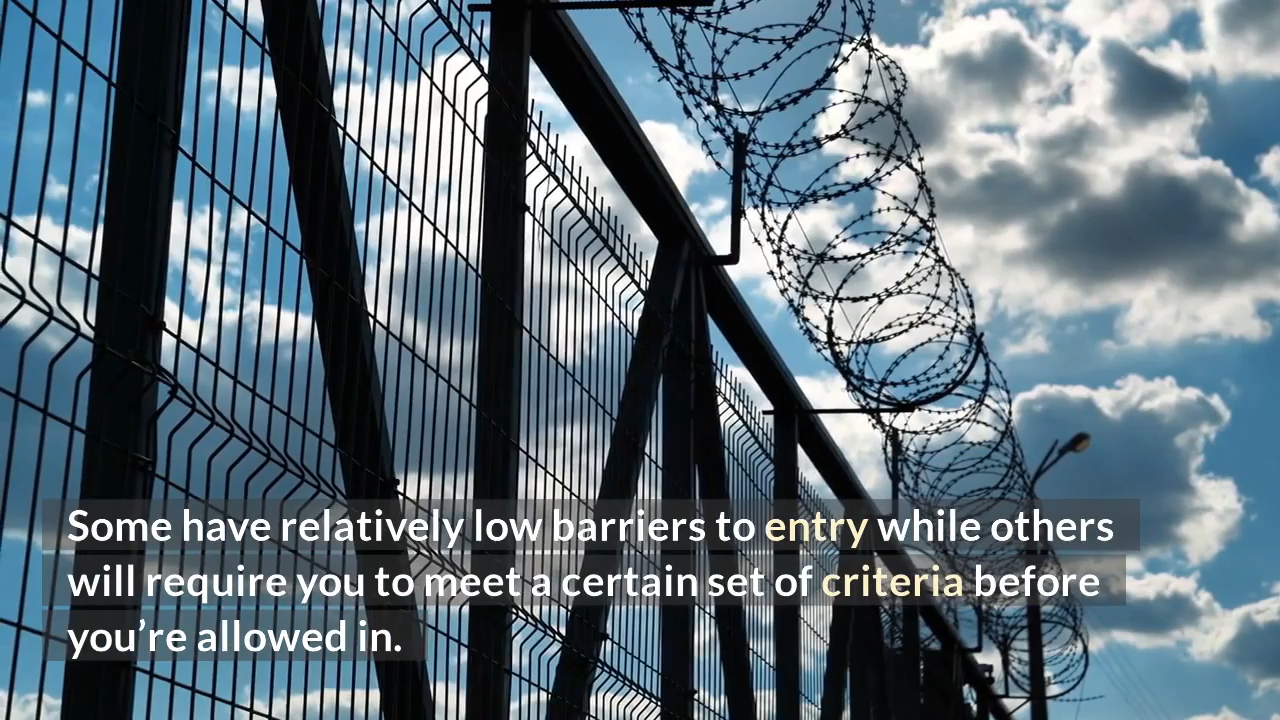 Some have relatively low barriers to entry while others
will require you to meet a certain set of criteria before
you’re allowed in.